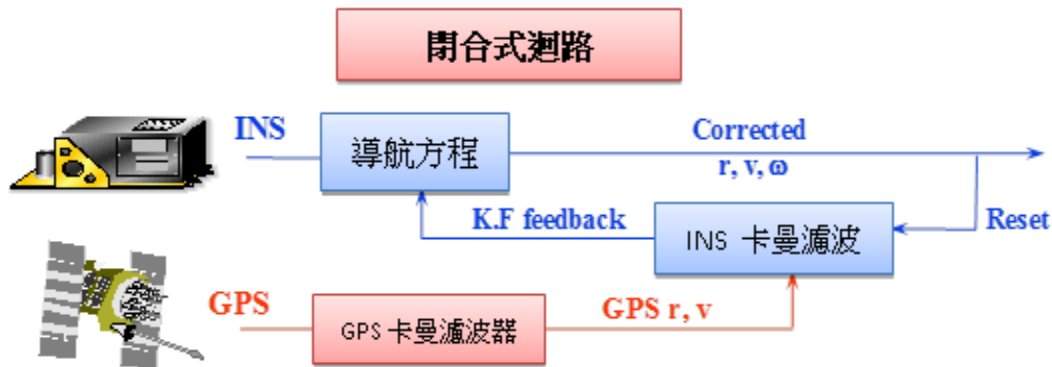 閉合式迴路
INS
導航方程
Corrected
r, v, ω
K.F feedback
INS 卡曼濾波
Reset
GPS
GPS 卡曼濾波器
GPS r, v